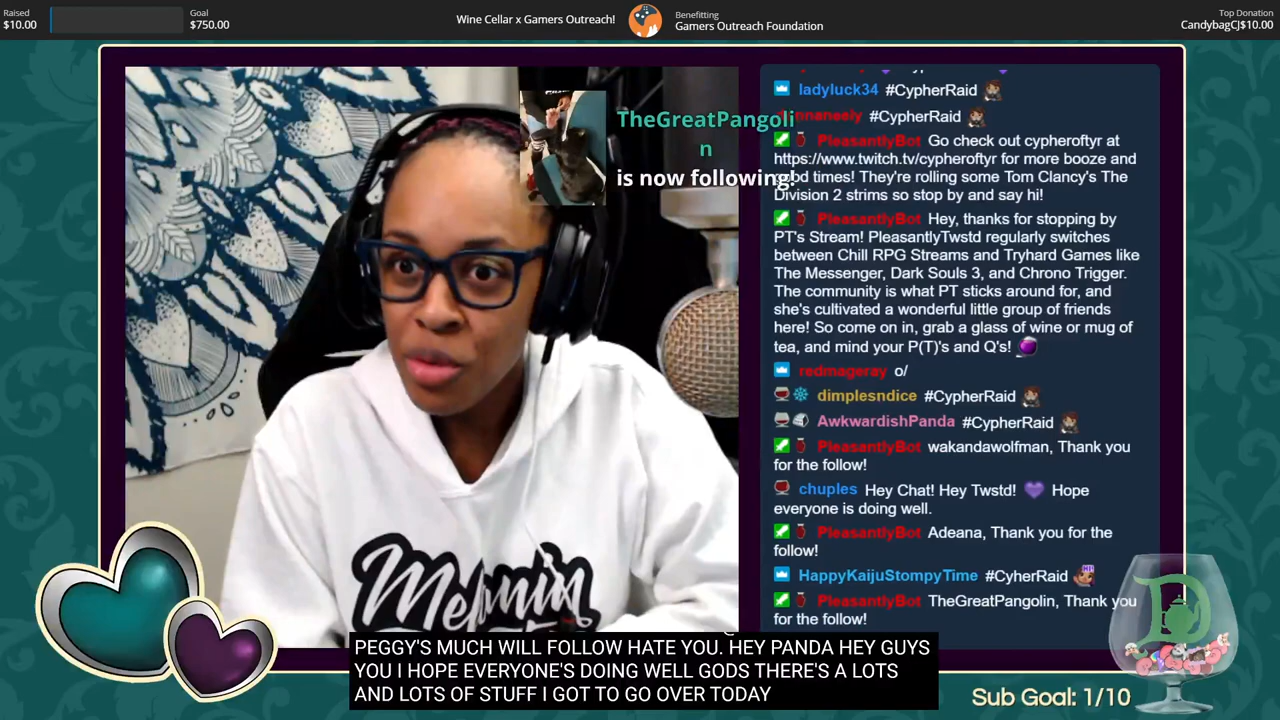 Raised
$10.00
Goal
$750.00
Wine Cellar x Gamers Outreach!
Benefitting
Gamers Outreach Foundation
Top Donation
CandybagCJ$10.00
TheGreatPangoli
n
is now following!
ladyluck34 #CypherRaid
#CypherRaid
PleasantlyBot Go check out cypheroftyr at
https://www.twitch.tv/cypheroftyr for more booze and
good times! They're rolling some Tom Clancy's The
Division 2 strims so stop by and say hi!
PleasantlyBot Hey, thanks for stopping by
PT's Stream! PleasantlyTwstd regularly switches
between Chill RPG Streams and Tryhard Games like
The Messenger, Dark Souls 3, and Chrono Trigger.
The community is what PT sticks around for, and
she's cultivated a wonderful little group of friends
here! So come on in, grab a glass of wine or mug of
tea, and mind your P(T)'s and Q's!
redmageray o/
dimplesndice #CypherRaid
AwkwardishPanda #CypherRaid
PleasantlyBot wakandawolfman, Thank you
for the follow!
chuples Hey Chat! Hey Twstd! Hope
everyone is doing well.
PleasantlyBot Adeana, Thank you for the
follow!
HappyKaijuStompyTime #CyherRaid HI!
PleasantlyBot TheGreatPangolin, Thank you
for the follow!
Melanin
PEGGY'S MUCH WILL FOLLOW HATE YOU. HEY PANDA HEY GUYS
YOU I HOPE EVERYONE'S DOING WELL GODS THERE'S A LOTS
AND LOTS OF STUFF I GOT TO GO OVER TODAY
Sub Goal: 1/10